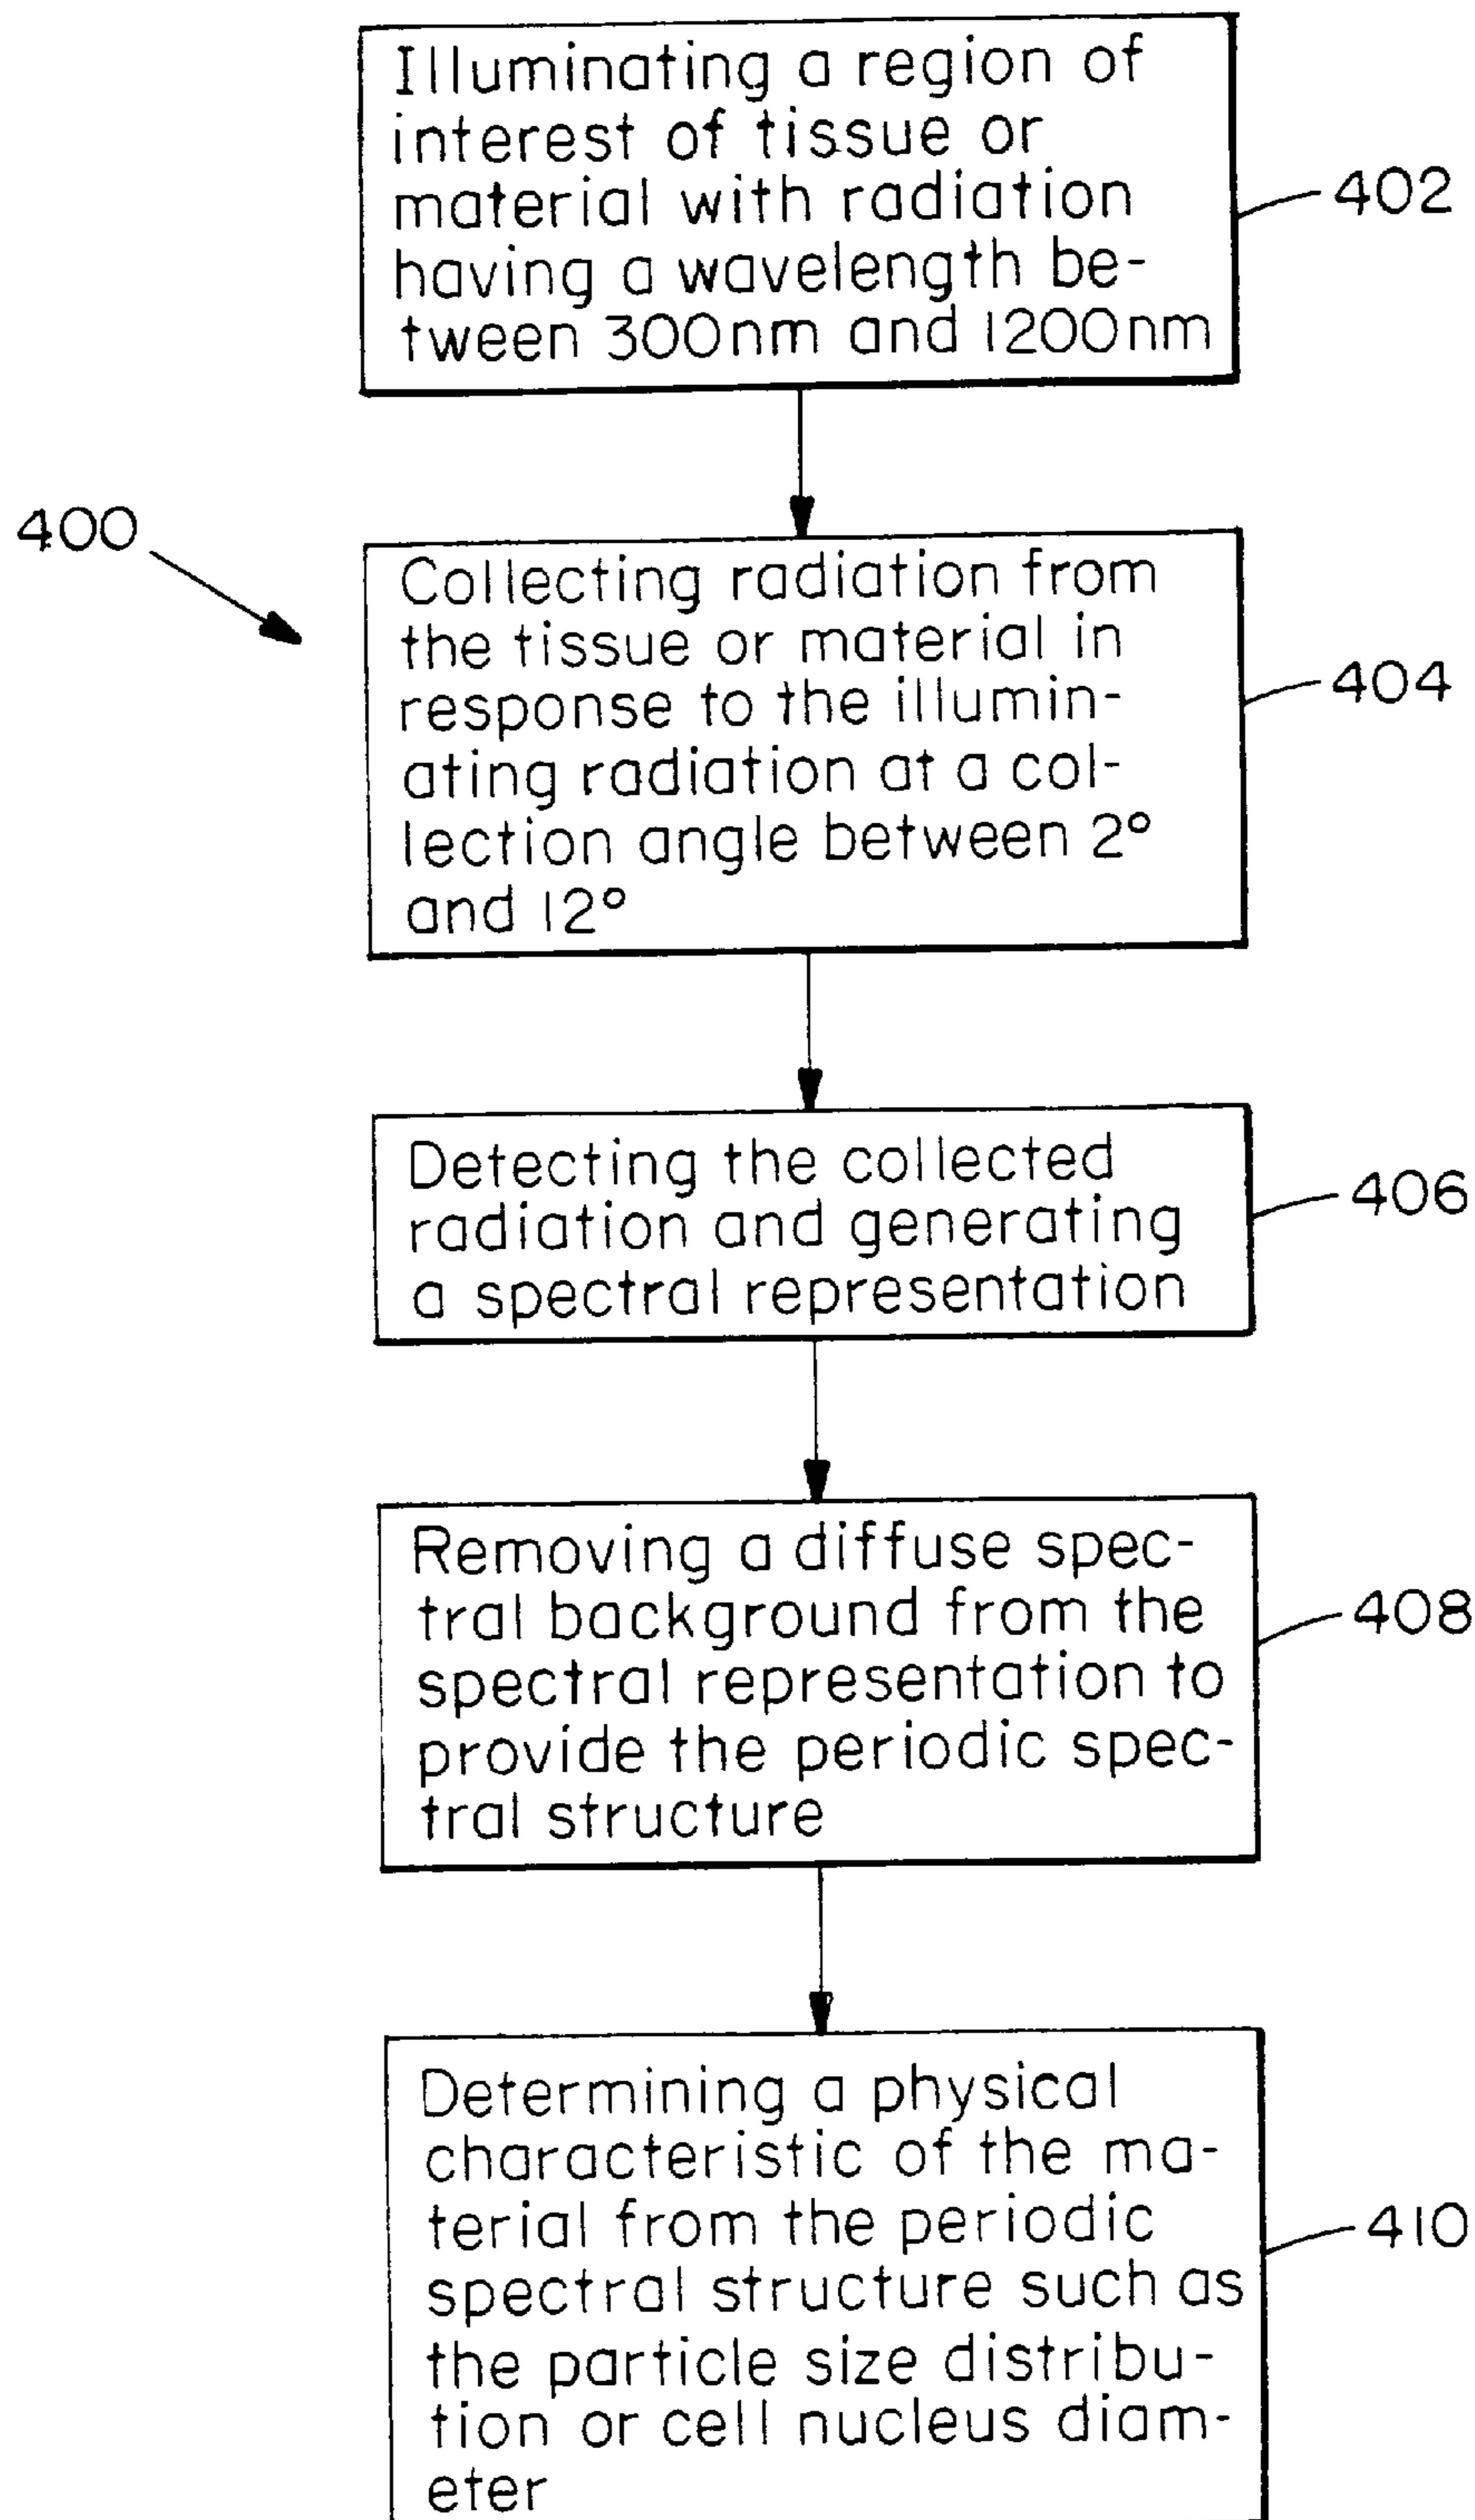 Illuminating a region of
interest of tissue or
material with radiation
having a wavelength be-
tween 300nm and 1200nm
402
400
Collecting radiation from
the tissue or material in
response to the illumin-
ating radiation at a col-
lection angle between 2°
and 12°
404
Detecting the collected
radiation and generating
a spectral representation
406
Removing a diffuse spec-
tral background from the
spectral representation to
provide the periodic spec-
tral structure
408
Determining a physical
characteristic of the ma-
terial from the periodic
spectral structure such as
the particle size distribu-
tion or cell nucleus diam-
eter
410